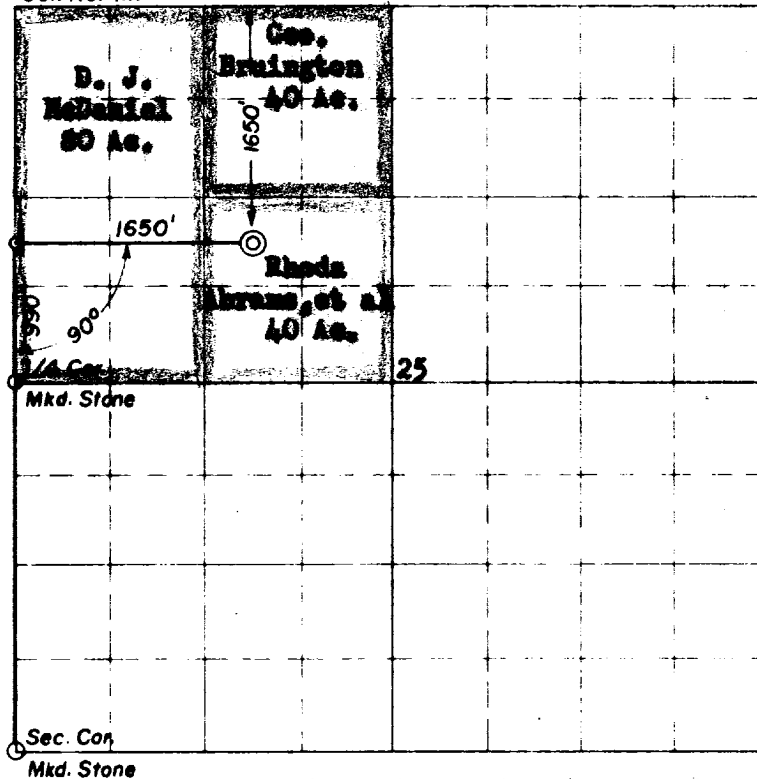 D. J.
McDaniel
80 Ac.
Geo.
Bruington
40 Ac.
1650'
1650'
Rhoda
Abrams, et al
40 Ac.
990
90°
1/4 Cor.
Mkd. Stone
25
Sec. Cor.
Mkd. Stone